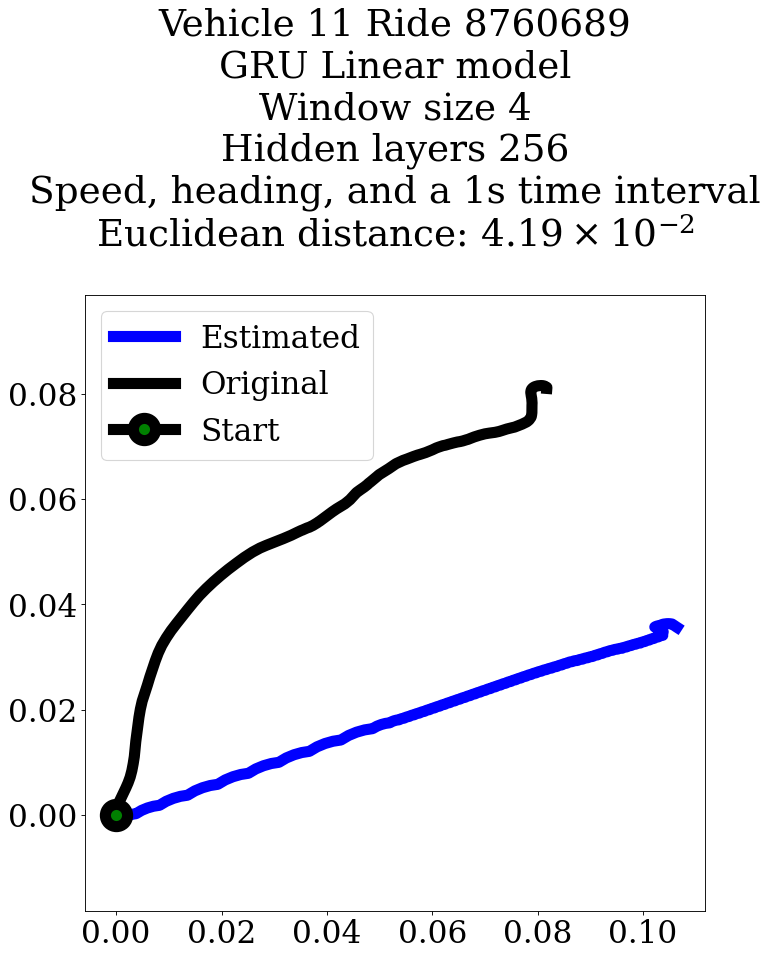 Vehicle 11 Ride 8760689
GRU Linear model
Window size 4
Hidden layers 256
Speed, heading, and a 1s time interval
Euclidean distance: 4.19 × 10⁻²
Estimated
Original
Start
0.08
0.06
0.04
0.02
0.00
0.00 0.02 0.04 0.06 0.08 0.10